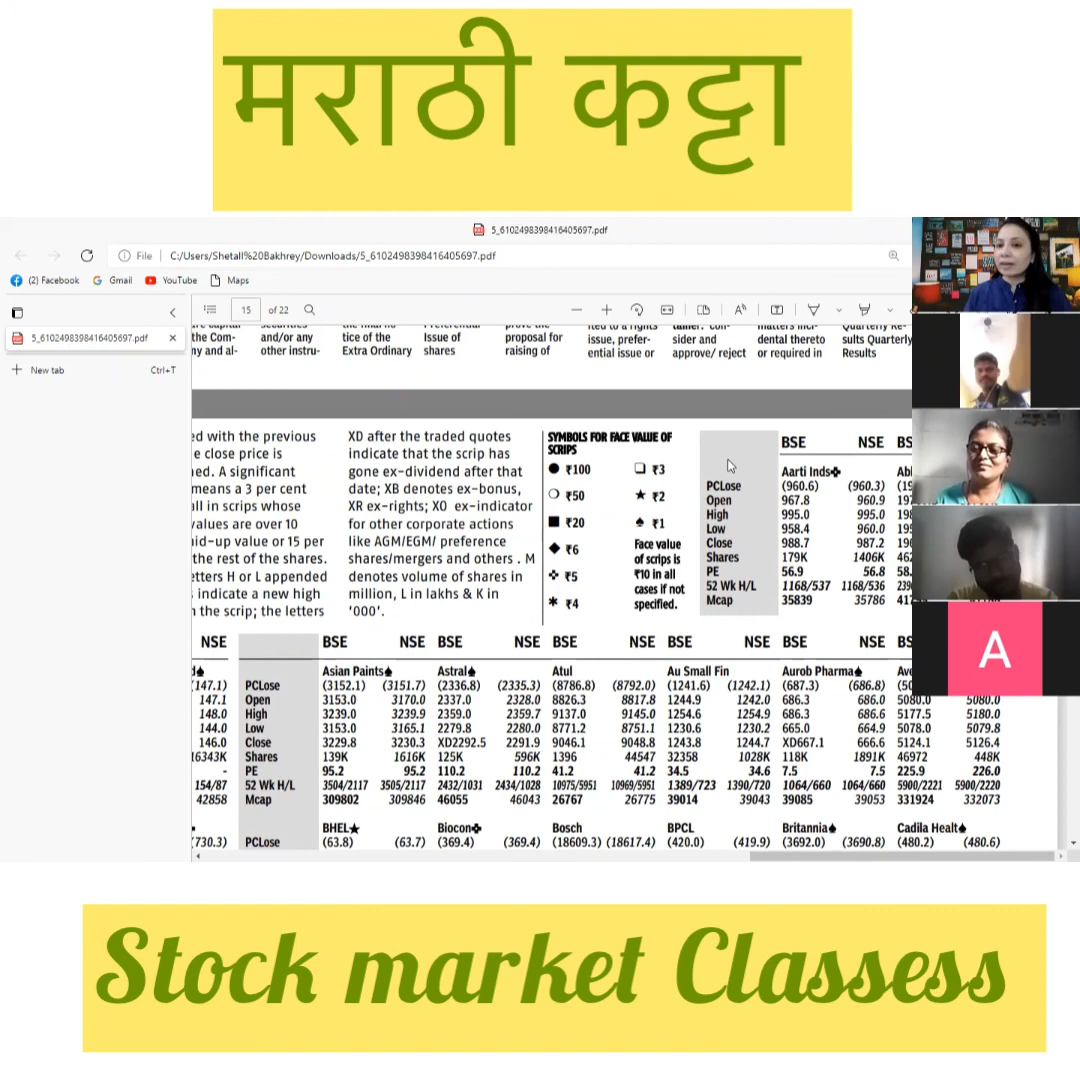 मराठी कट्टा
5_6102498398416405697.pdf
File C:/Users/Shetall%20Bakhrey/Downloads/5_6102498398416405697.pdf
(2) Facebook Gmail YouTube Maps
15 of 22
5_6102498398416405697.pdf
New tab Ctrl+T
the Com- and/or any tice of the Issue of proposal for issue, prefer- sider and dental thereto sults Quarterly
ny and al- other instru- Extra Ordinary shares raising of ential issue or approve/ reject or required in Results
ed with the previous
e close price is
ed. A significant
means a 3 per cent
all in scrips whose
values are over 10
aid-up value or 15 per
the rest of the shares.
etters H or L appended
indicate a new high
the scrip; the letters
XD after the traded quotes
indicate that the scrip has
gone ex-dividend after that
date; XB denotes ex-bonus,
XR ex-rights; XO ex-indicator
for other corporate actions
like AGM/EGM/ preference
shares/mergers and others . M
denotes volume of shares in
million, L in lakhs & K in
‘000’.
SYMBOLS FOR FACE VALUE OF
SCRIPS
● ₹100 ❑ ₹3
❍ ₹50 ★ ₹2
■ ₹20 ♠ ₹1
◆ ₹6
✤ ₹5
* ₹4
Face value
of scrips is
₹10 in all
cases if not
specified.
BSE NSE BS
Aarti Inds✤ Abl
PClose (960.6) (960.3) (19
Open 967.8 960.9 197
High 995.0 995.0 198
Low 958.4 960.0 195
Close 988.7 987.2 196
Shares 179K 1406K 462
PE 56.9 56.8 58.
52 Wk H/L 1168/537 1168/536 239
Mcap 35839 35786 417
NSE BSE NSE BSE NSE BSE NSE BSE NSE BSE NSE BS
♠ Asian Paints♠ Astral♠ Atul Au Small Fin Aurob Pharma♠ Ave
(147.1) PClose (3152.1) (3151.7) (2336.8) (2335.3) (8786.8) (8792.0) (1241.6) (1242.1) (687.3) (686.8) (50
147.1 Open 3153.0 3170.0 2337.0 2328.0 8826.3 8817.8 1244.9 1242.0 686.3 686.0 5080.0 5080.0
148.0 High 3239.0 3239.9 2359.0 2359.7 9137.0 9145.0 1254.6 1254.9 686.3 686.6 5177.5 5180.0
144.0 Low 3153.0 3165.1 2279.8 2280.0 8771.2 8751.1 1230.6 1230.2 665.0 664.9 5078.0 5079.8
146.0 Close 3229.8 3230.3 XD2292.5 2291.9 9046.1 9048.8 1243.8 1244.7 XD667.1 666.6 5124.1 5126.4
16343K Shares 139K 1616K 125K 596K 1396 44547 32358 1028K 118K 1891K 46972 448K
- PE 95.2 95.2 110.2 110.2 41.2 41.2 34.5 34.6 7.5 7.5 225.9 226.0
154/87 52 Wk H/L 3504/2117 3505/2117 2432/1031 2434/1028 10975/5951 10969/5951 1389/723 1390/720 1064/660 1064/660 5900/2221 5900/2220
42858 Mcap 309802 309846 46055 46043 26767 26775 39014 39043 39085 39053 331924 332073
BHEL★ Biocon✤ Bosch BPCL Britannia♠ Cadila Healt♠
(730.3) PClose (63.8) (63.7) (369.4) (369.4) (18609.3) (18617.4) (420.0) (419.9) (3692.0) (3690.8) (480.2) (480.6)
A
Stock market Classess